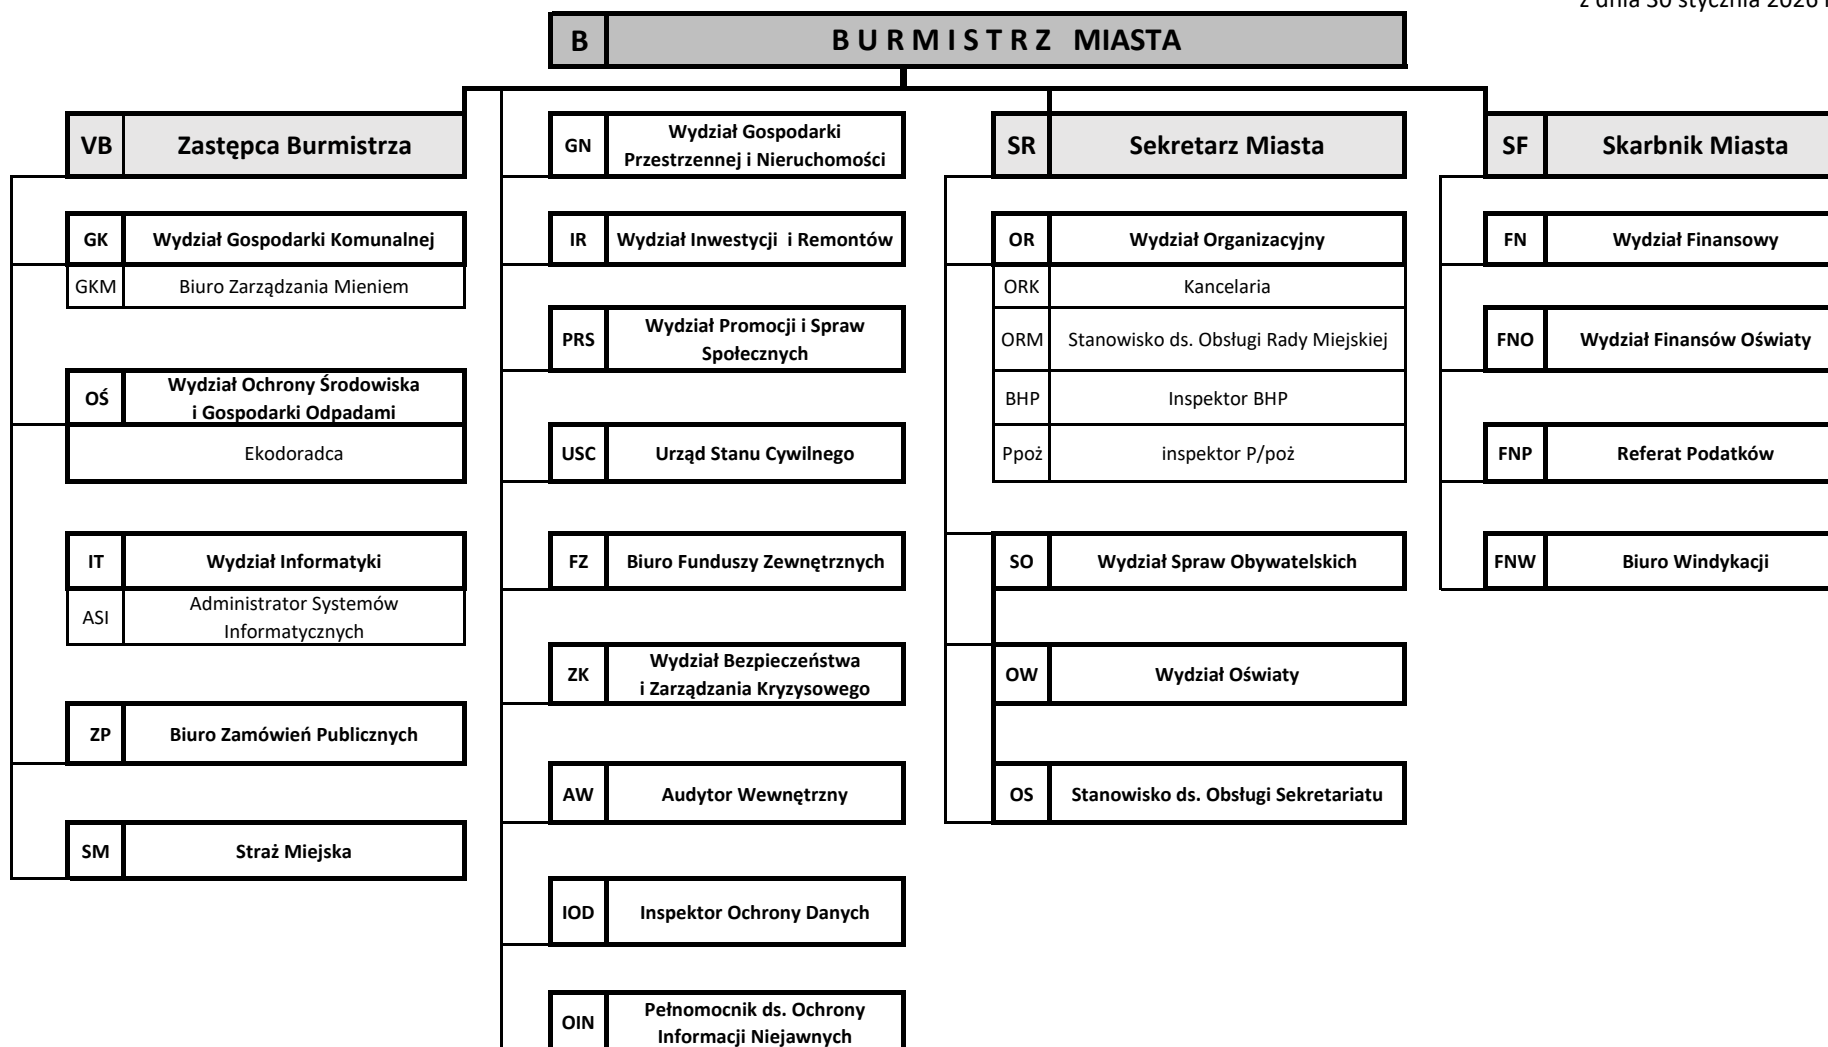 z dnia 30 stycznia 2026 r
B BURMISTRZ MIASTA
VB Zastępca Burmistrza
GK Wydział Gospodarki Komunalnej
GKM Biuro Zarządzania Mieniem
OŚ Wydział Ochrony Środowiska
i Gospodarki Odpadami
Ekodoradca
IT Wydział Informatyki
ASI Administrator Systemów
Informatycznych
ZP Biuro Zamówień Publicznych
SM Straż Miejska
GN Wydział Gospodarki
Przestrzennej i Nieruchomości
IR Wydział Inwestycji i Remontów
PRS Wydział Promocji i Spraw
Społecznych
USC Urząd Stanu Cywilnego
FZ Biuro Funduszy Zewnętrznych
ZK Wydział Bezpieczeństwa
i Zarządzania Kryzysowego
AW Audytor Wewnętrzny
IOD Inspektor Ochrony Danych
OIN Pełnomocnik ds. Ochrony
Informacji Niejawnych
SR Sekretarz Miasta
OR Wydział Organizacyjny
ORK Kancelaria
ORM Stanowisko ds. Obsługi Rady Miejskiej
BHP Inspektor BHP
Ppoż inspektor P/poż
SO Wydział Spraw Obywatelskich
OW Wydział Oświaty
OS Stanowisko ds. Obsługi Sekretariatu
SF Skarbnik Miasta
FN Wydział Finansowy
FNO Wydział Finansów Oświaty
FNP Referat Podatków
FNW Biuro Windykacji